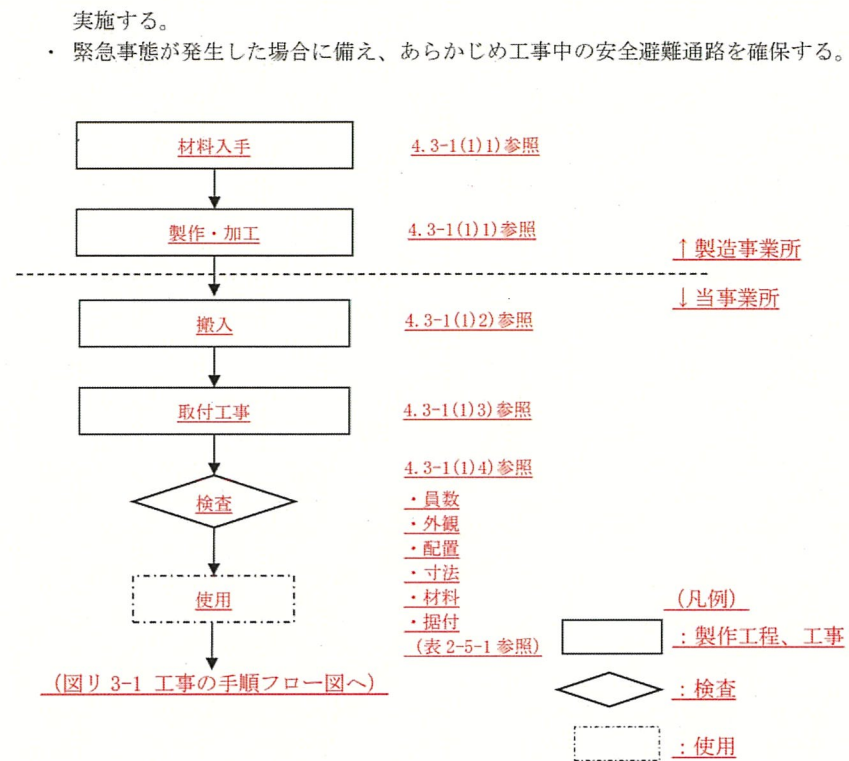 実施する。
・ 緊急事態が発生した場合に備え、あらかじめ工事中の安全避難通路を確保する。
材料入手
4.3-1(1)1)参照
製作・加工
4.3-1(1)1)参照
↑製造事業所
↓当事業所
搬入
4.3-1(1)2)参照
取付工事
4.3-1(1)3)参照
4.3-1(1)4)参照
検査
・員数
・外観
・配置
・寸法
・材料
・据付
(表 2-5-1 参照)
使用
(図リ 3-1 工事の手順フロー図へ)
(凡例)
：製作工程、工事
：検査
：使用